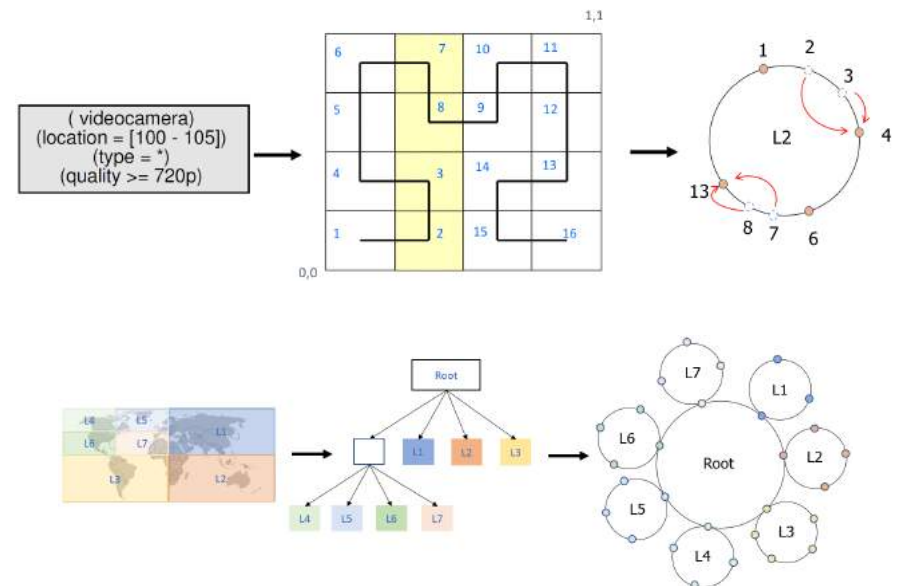 1,1
( videocamera)
(location = [100 - 105])
(type = *)
(quality >= 720p)
6 7 10 11
5 8 9 12
4 3 14 13
1 2 15 16
0,0
1 2 3
L2 4
13 8 7 6
L4 L5 L1
L6 L7
L3 L2
Root
L1 L2 L3
L4 L5 L6 L7
L7 L1
L6 Root L2
L5 L3
L4